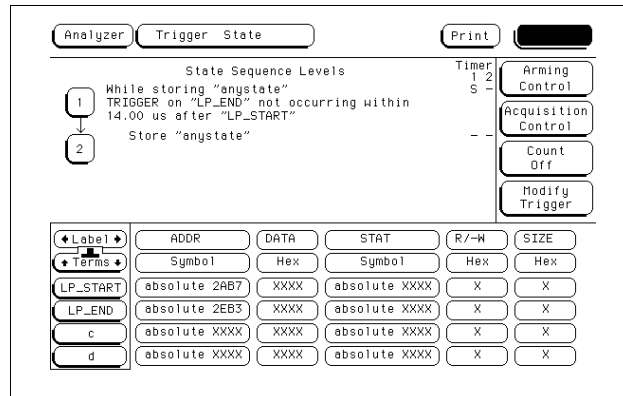 Analyzer Trigger State Print
State Sequence Levels Timer
1 2
While storing "anystate" S -
1 TRIGGER on "LP_END" not occurring within
14.00 us after "LP_START"
2 Store "anystate" - -
Arming
Control
Acquisition
Control
Count
Off
Modify
Trigger
Label ADDR DATA STAT R/-W SIZE
Terms Symbol Hex Symbol Hex Hex
LP_START absolute 2AB7 XXXX absolute XXXX X X
LP_END absolute 2EB3 XXXX absolute XXXX X X
c absolute XXXX XXXX absolute XXXX X X
d absolute XXXX XXXX absolute XXXX X X